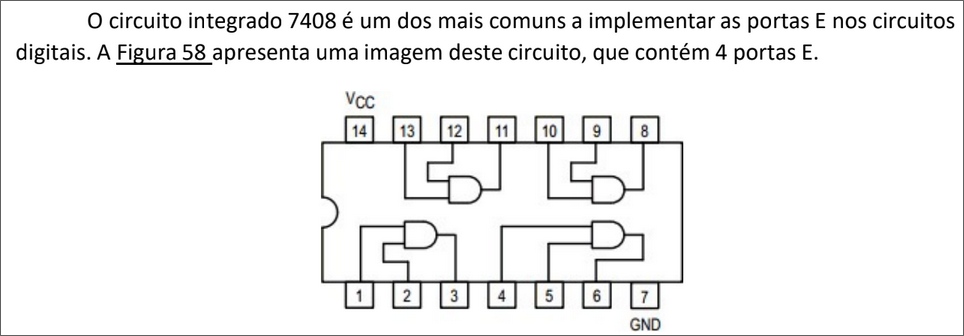 O circuito integrado 7408 é um dos mais comuns a implementar as portas E nos circuitos
digitais. A Figura 58 apresenta uma imagem deste circuito, que contém 4 portas E.
VCC
14 13 12 11 10 9 8
1 2 3 4 5 6 7
GND